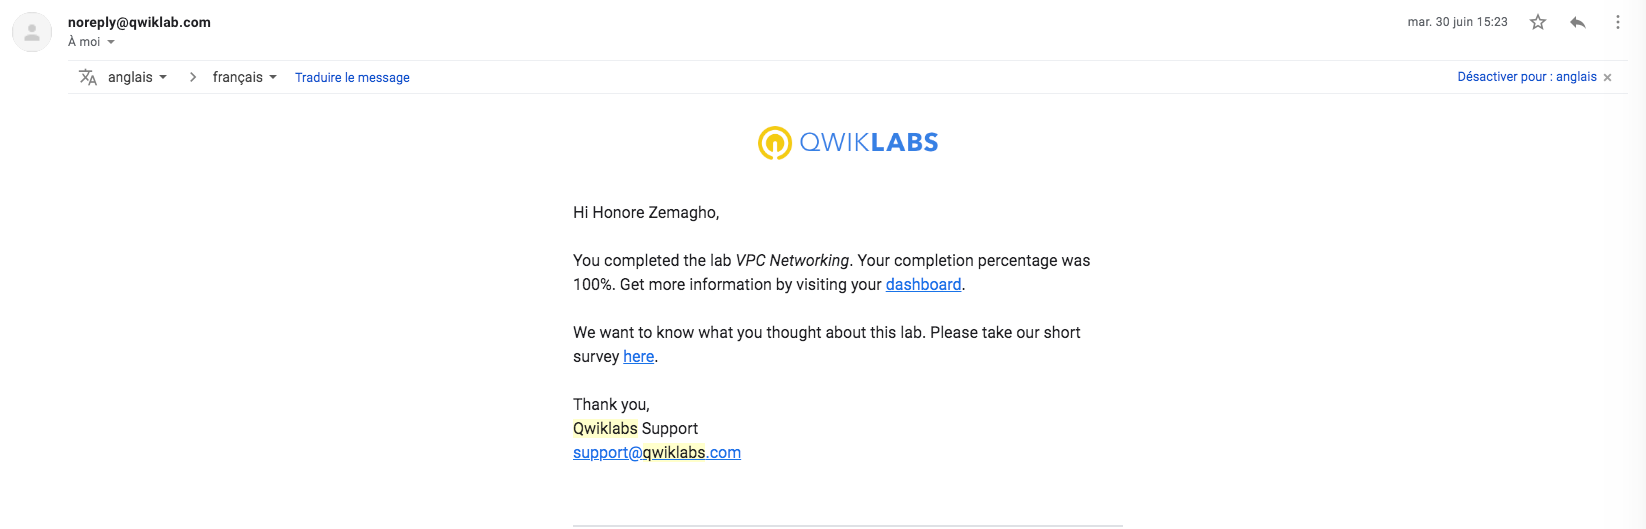 noreply@qwiklab.com
mar. 30 juin 15:23
À moi
anglais
français
Traduire le message
Désactiver pour : anglais
QWIKLABS
Hi Honore Zemagho,
You completed the lab VPC Networking. Your completion percentage was
100%. Get more information by visiting your dashboard.
We want to know what you thought about this lab. Please take our short
survey here.
Thank you,
Qwiklabs Support
support@qwiklabs.com